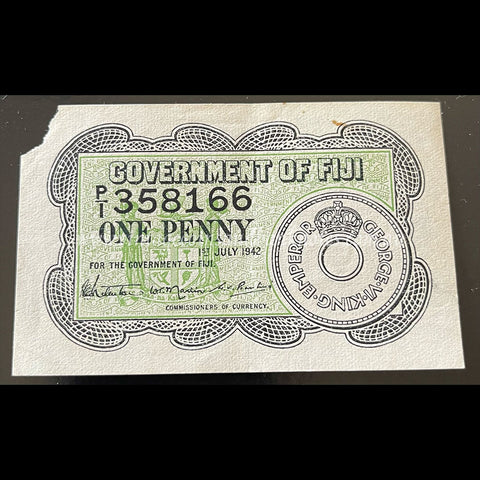 GOVERNMENT OF FIJI
P/1 358166
ONE PENNY
1ST JULY 1942
FOR THE GOVERNMENT OF FIJI.
COMMISSIONERS OF CURRENCY.
GEORGE·VI·KING·EMPEROR